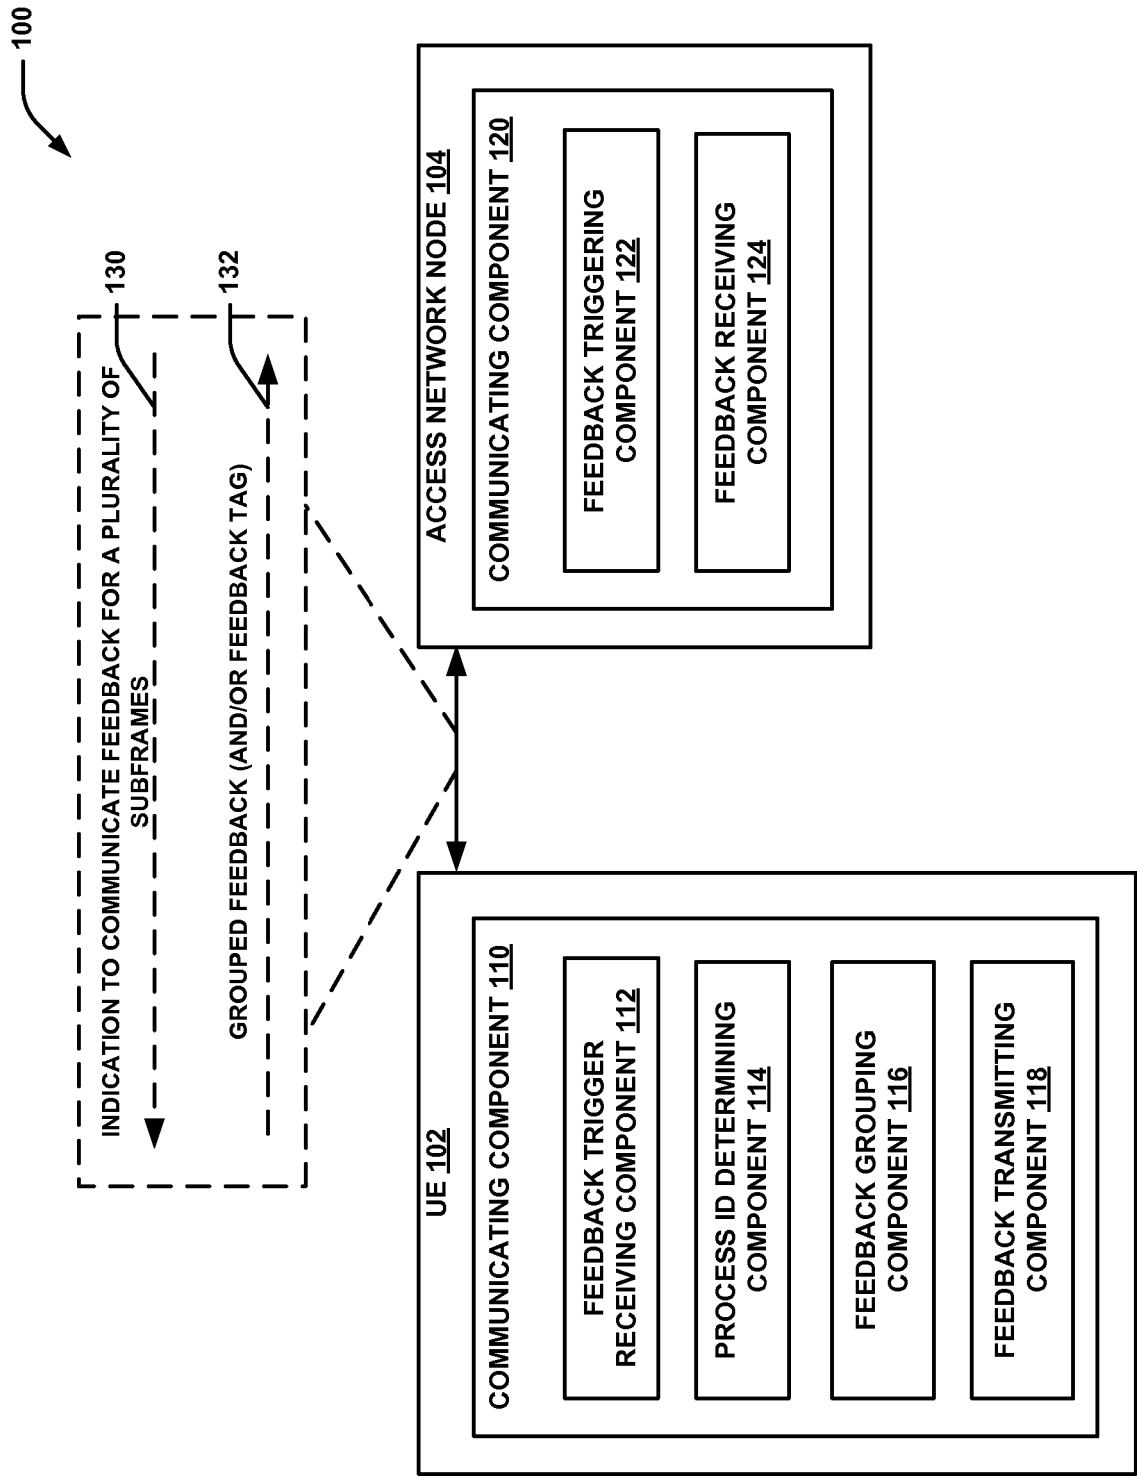 100
INDICATION TO COMMUNICATE FEEDBACK FOR A PLURALITY OF
SUBFRAMES
130
GROUPED FEEDBACK (AND/OR FEEDBACK TAG)
132
UE 102
COMMUNICATING COMPONENT 110
FEEDBACK TRIGGER
RECEIVING COMPONENT 112
PROCESS ID DETERMINING
COMPONENT 114
FEEDBACK GROUPING
COMPONENT 116
FEEDBACK TRANSMITTING
COMPONENT 118
ACCESS NETWORK NODE 104
COMMUNICATING COMPONENT 120
FEEDBACK TRIGGERING
COMPONENT 122
FEEDBACK RECEIVING
COMPONENT 124